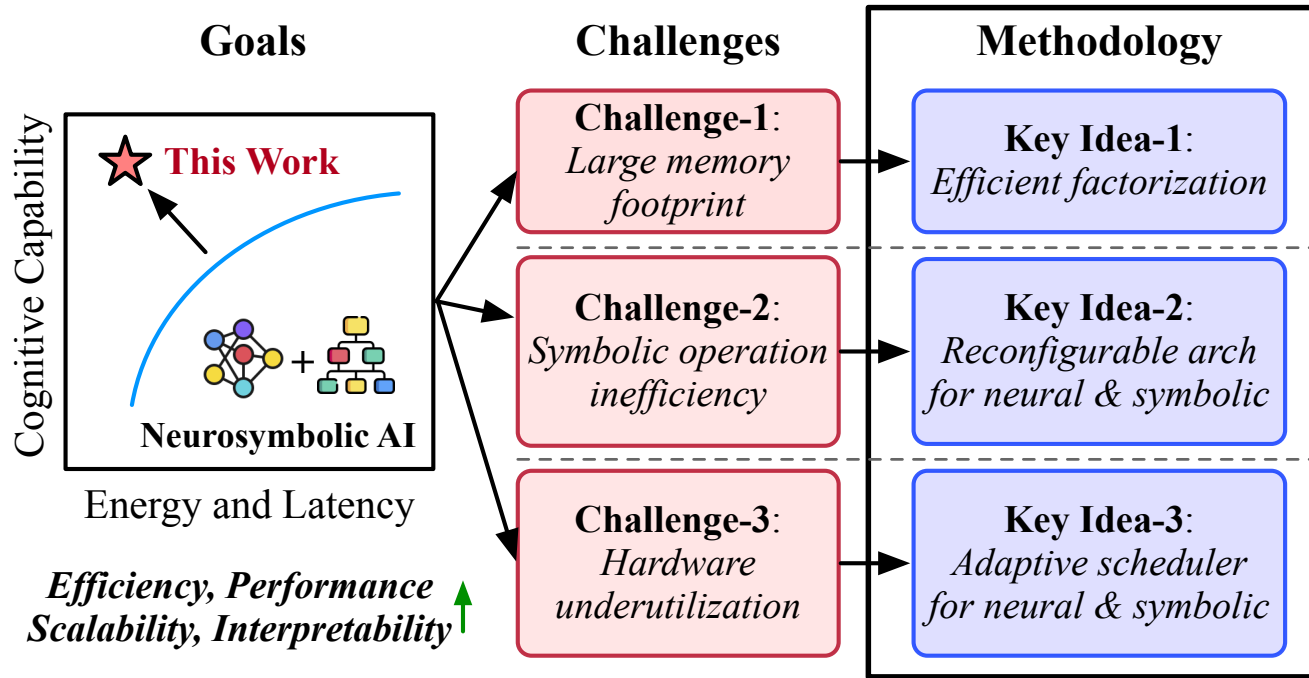 Goals
Cognitive Capability
This Work
+
Neurosymbolic AI
Energy and Latency
Efficiency, Performance
Scalability, Interpretability
Challenges
Challenge-1:
Large memory
footprint
Challenge-2:
Symbolic operation
inefficiency
Challenge-3:
Hardware
underutilization
Methodology
Key Idea-1:
Efficient factorization
Key Idea-2:
Reconfigurable arch
for neural & symbolic
Key Idea-3:
Adaptive scheduler
for neural & symbolic